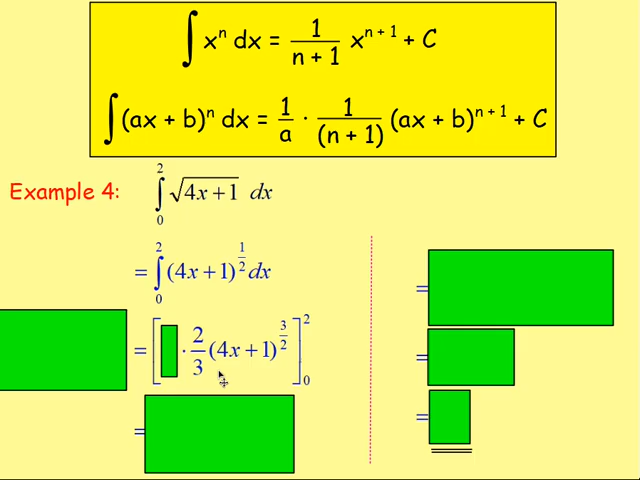 ∫ xⁿ dx = 1/(n + 1) xⁿ⁺¹ + C
∫ (ax + b)ⁿ dx = 1/a · 1/(n + 1) (ax + b)ⁿ⁺¹ + C
Example 4: ∫₀² √(4x + 1) dx
= ∫₀² (4x + 1)^(1/2) dx
= [ · 2/3 (4x + 1)^(3/2) ]₀²
=
=
=
=